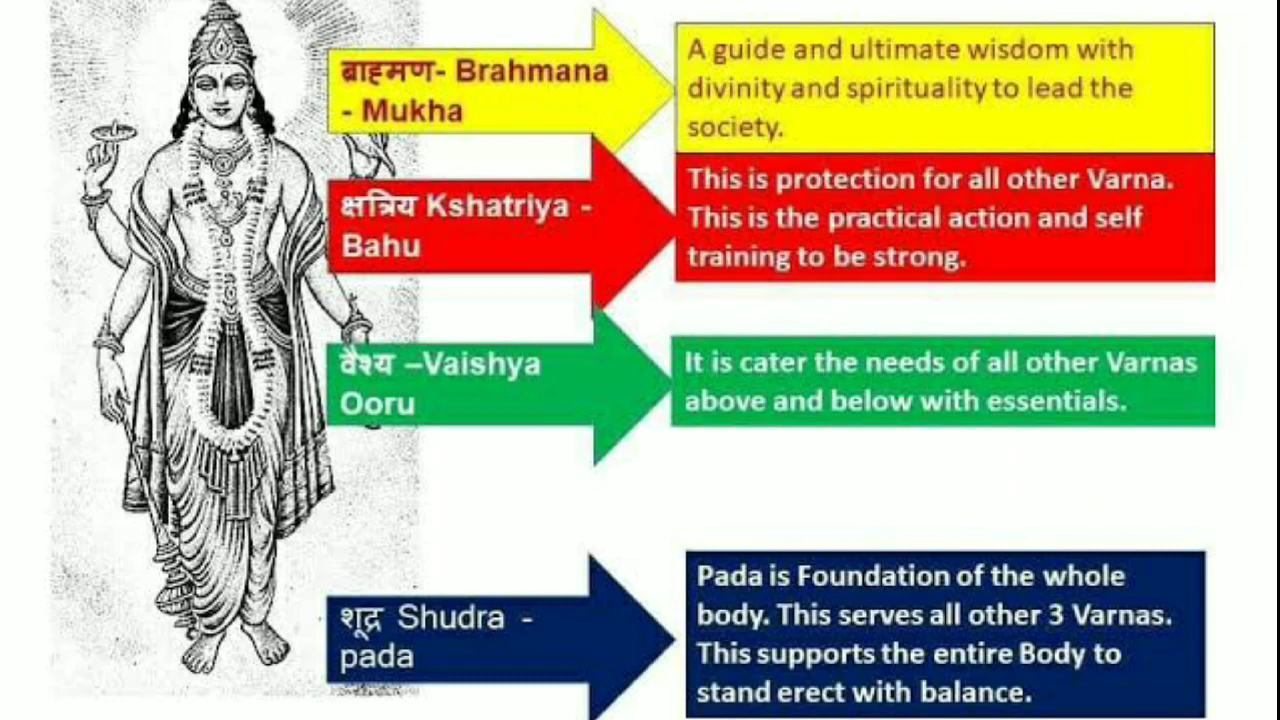 ब्राह्मण- Brahmana
- Mukha
A guide and ultimate wisdom with
divinity and spirituality to lead the
society.
क्षत्रिय Kshatriya -
Bahu
This is protection for all other Varna.
This is the practical action and self
training to be strong.
वैश्य –Vaishya
Ooru
It is cater the needs of all other Varnas
above and below with essentials.
शूद्र Shudra -
pada
Pada is Foundation of the whole
body. This serves all other 3 Varnas.
This supports the entire Body to
stand erect with balance.